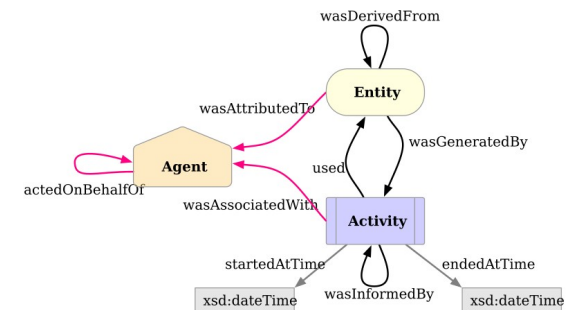 wasDerivedFrom
Entity
wasAttributedTo
wasGeneratedBy
used
Agent
actedOnBehalfOf
wasAssociatedWith
Activity
startedAtTime
endedAtTime
wasInformedBy
xsd:dateTime
xsd:dateTime